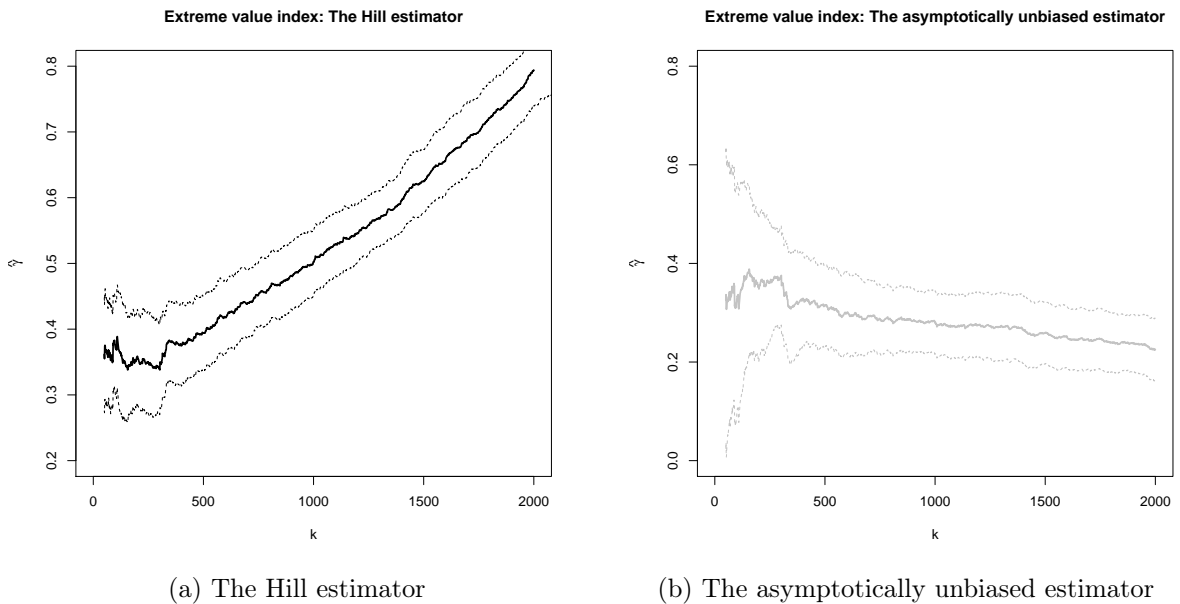 Extreme value index: The Hill estimator
0.8
0.7
0.6
0.5
0.4
0.3
0.2
γ̂
0
500
1000
1500
2000
k
(a) The Hill estimator
Extreme value index: The asymptotically unbiased estimator
0.8
0.6
0.4
0.2
0.0
γ̂
0
500
1000
1500
2000
k
(b) The asymptotically unbiased estimator